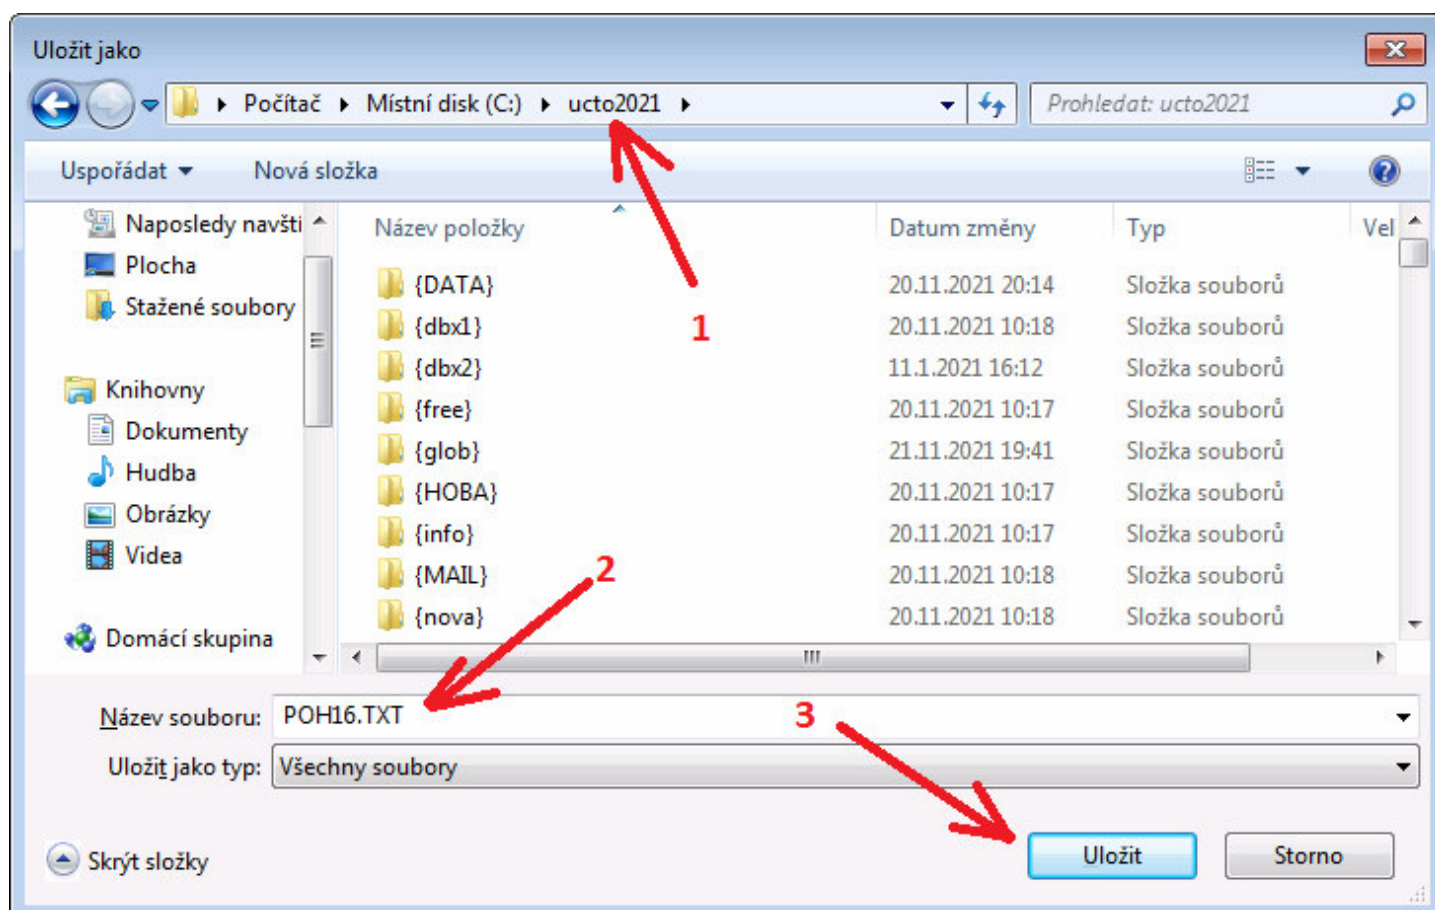 Uložit jako
Počítač Místní disk (C:) ucto2021 Prohledat: ucto2021
Uspořádat Nová složka
Naposledy navšti
Plocha
Stažené soubory
Knihovny
Dokumenty
Hudba
Obrázky
Videa
Domácí skupina
Název položky Datum změny Typ Vel
{DATA} 20.11.2021 20:14 Složka souborů
{dbx1} 20.11.2021 10:18 Složka souborů
{dbx2} 11.1.2021 16:12 Složka souborů
{free} 20.11.2021 10:17 Složka souborů
{glob} 21.11.2021 19:41 Složka souborů
{HOBA} 20.11.2021 10:17 Složka souborů
{info} 20.11.2021 10:17 Složka souborů
{MAIL} 20.11.2021 10:18 Složka souborů
{nova} 20.11.2021 10:18 Složka souborů
1
2
3
Název souboru: POH16.TXT
Uložit jako typ: Všechny soubory
Skrýt složky Uložit Storno